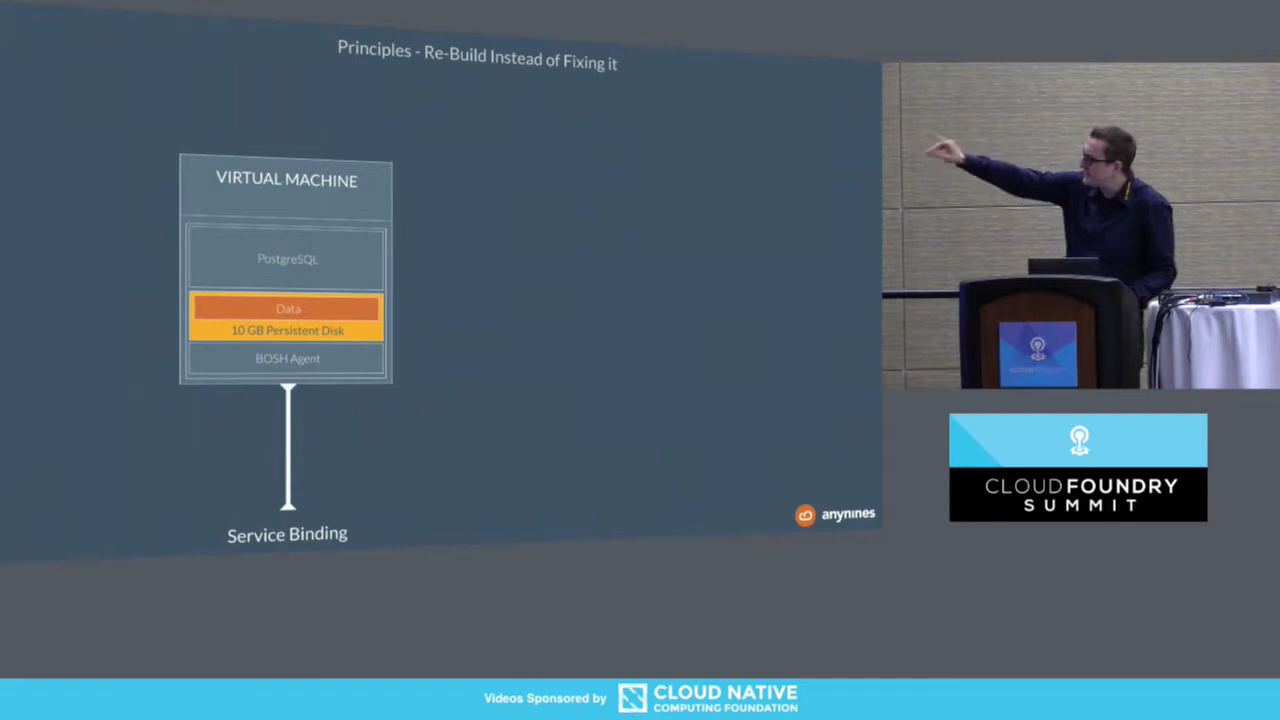 Principles - Re-Build Instead of Fixing it
VIRTUAL MACHINE
PostgreSQL
Data
10 GB Persistent Disk
BOSH Agent
Service Binding
anynines
CLOUD FOUNDRY
CLOUDFOUNDRY
SUMMIT
Videos Sponsored by
CLOUD NATIVE
COMPUTING FOUNDATION